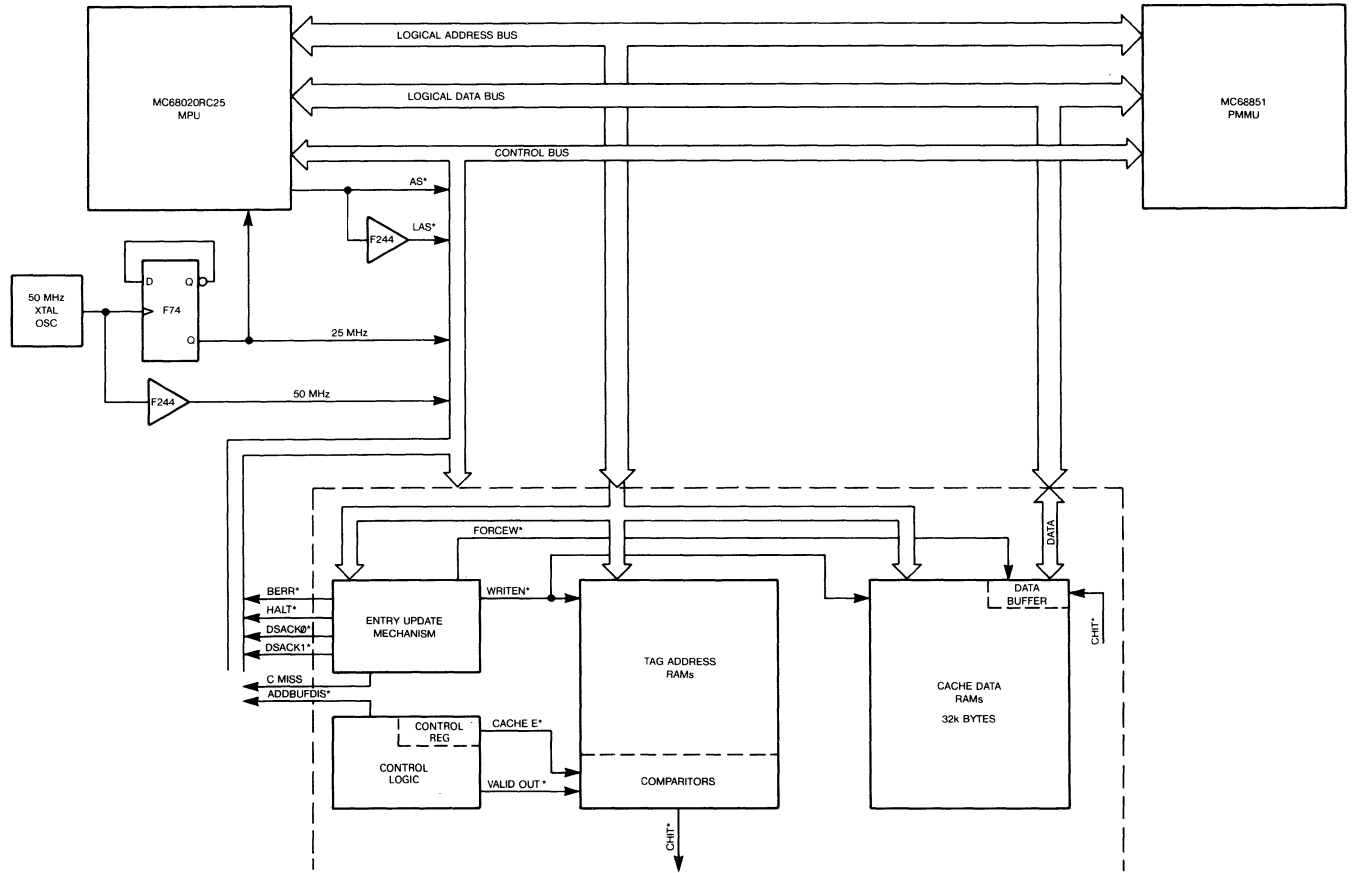 LOGICAL ADDRESS BUS
MC68020RC25
MPU
LOGICAL DATA BUS
MC68851
PMMU
CONTROL BUS
AS*
F244
LAS*
D
Q
F74
Q
50 MHz
XTAL
OSC
25 MHz
F244
50 MHz
FORCEW*
DATA
BERR*
HALT*
DSACKØ*
DSACK1*
ENTRY UPDATE
MECHANISM
WRITEN*
DATA
BUFFER
CHIT*
TAG ADDRESS
RAMs
CACHE DATA
RAMs
32k BYTES
C MISS
ADDBUFDIS*
CONTROL
REG
CACHE E*
CONTROL
LOGIC
VALID OUT*
COMPARITORS
CHIT*